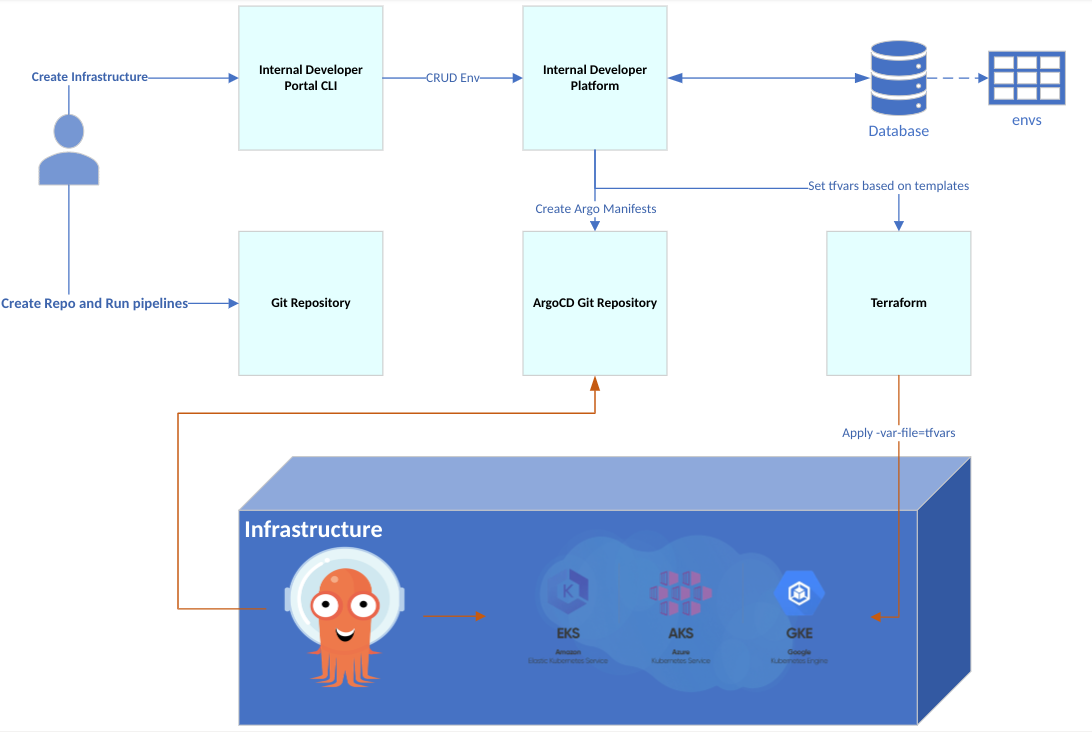 Create Infrastructure
Internal Developer
Portal CLI
CRUD Env
Internal Developer
Platform
Database
envs
Set tfvars based on templates
Create Argo Manifests
Create Repo and Run pipelines
Git Repository
ArgoCD Git Repository
Terraform
Apply -var-file=tfvars
Infrastructure
K
EKS
Amazon
Elastic Kubernetes Service
AKS
Azure
Kubernetes Service
GKE
Google
Kubernetes Engine